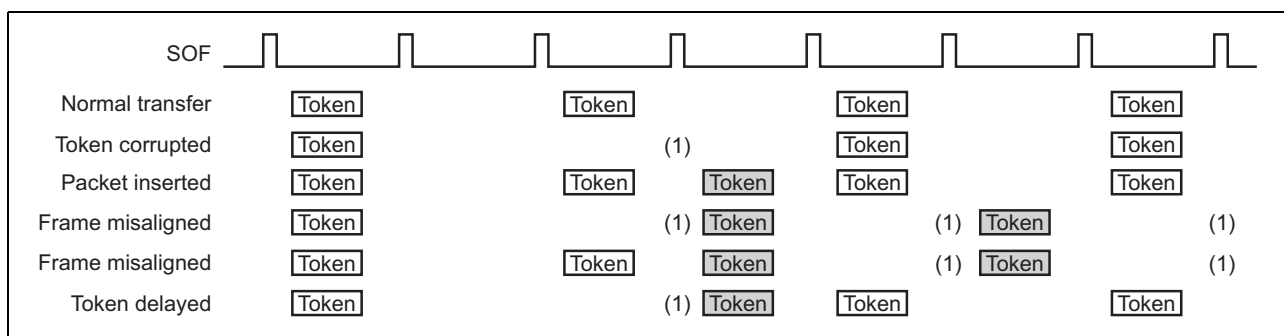 SOF
Normal transfer Token Token Token Token
Token corrupted Token (1) Token Token
Packet inserted Token Token Token Token Token
Frame misaligned Token (1) Token (1) Token (1)
Frame misaligned Token Token Token (1) Token (1)
Token delayed Token (1) Token Token Token